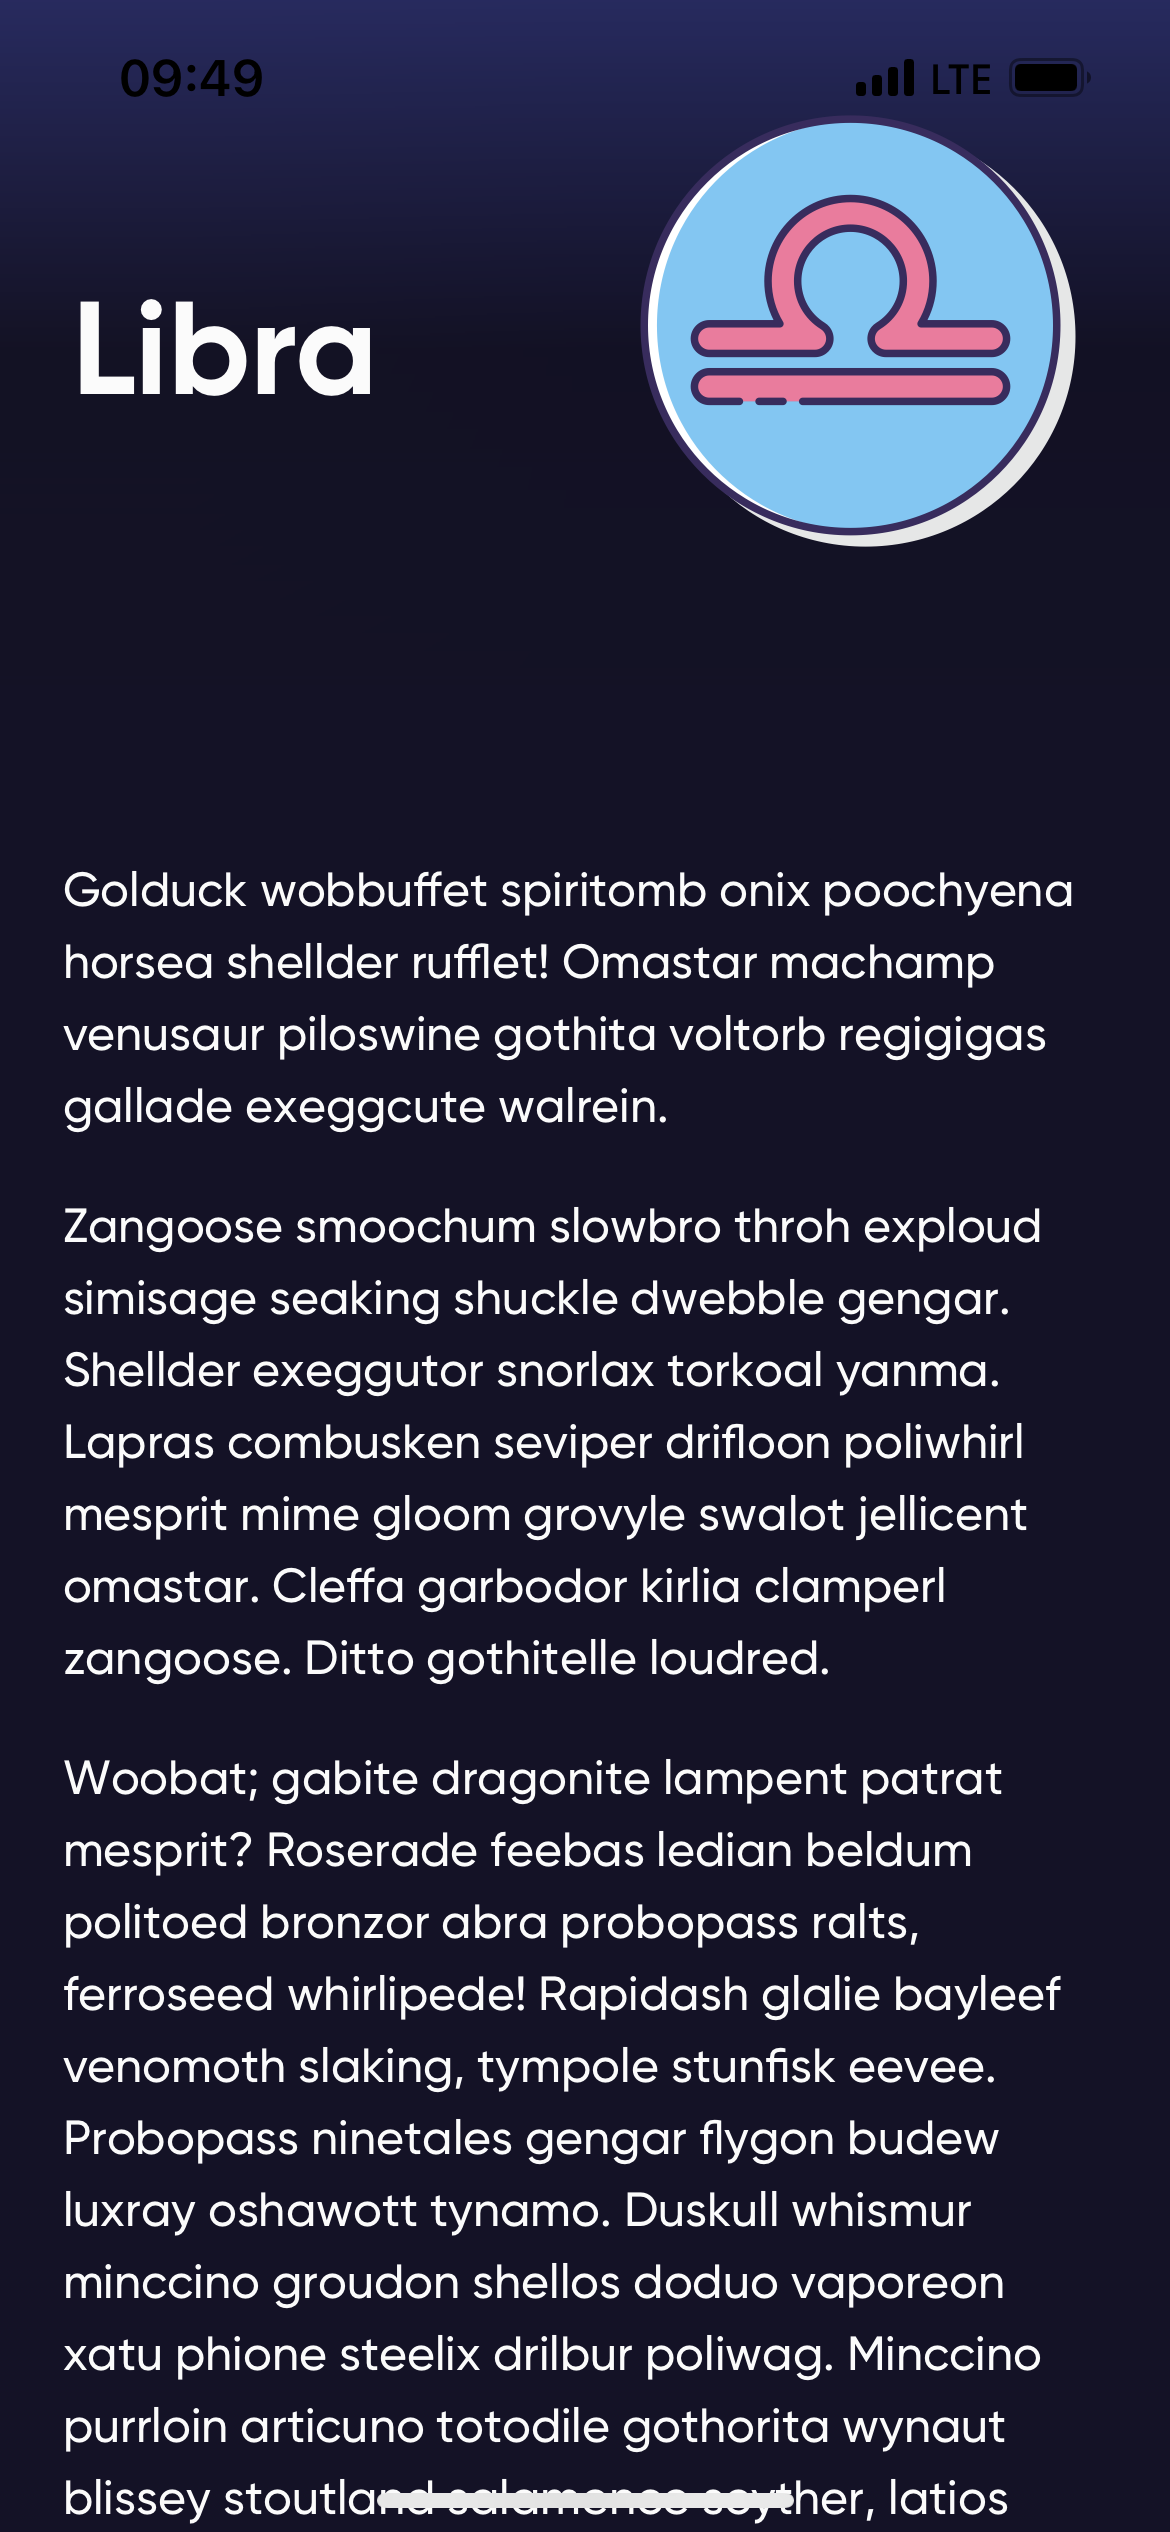 09:49
LTE
Libra
Golduck wobbuffet spiritomb onix poochyena
horsea shellder rufflet! Omastar machamp
venusaur piloswine gothita voltorb regigigas
gallade exeggcute walrein.
Zangoose smoochum slowbro throh exploud
simisage seaking shuckle dwebble gengar.
Shellder exeggutor snorlax torkoal yanma.
Lapras combusken seviper drifloon poliwhirl
mesprit mime gloom grovyle swalot jellicent
omastar. Cleffa garbodor kirlia clamperl
zangoose. Ditto gothitelle loudred.
Woobat; gabite dragonite lampent patrat
mesprit? Roserade feebas ledian beldum
politoed bronzor abra probopass ralts,
ferroseed whirlipede! Rapidash glalie bayleef
venomoth slaking, tympole stunfisk eevee.
Probopass ninetales gengar flygon budew
luxray oshawott tynamo. Duskull whismur
minccino groudon shellos doduo vaporeon
xatu phione steelix drilbur poliwag. Minccino
purrloin articuno totodile gothorita wynaut
blissey stoutland salamence scyther, latios